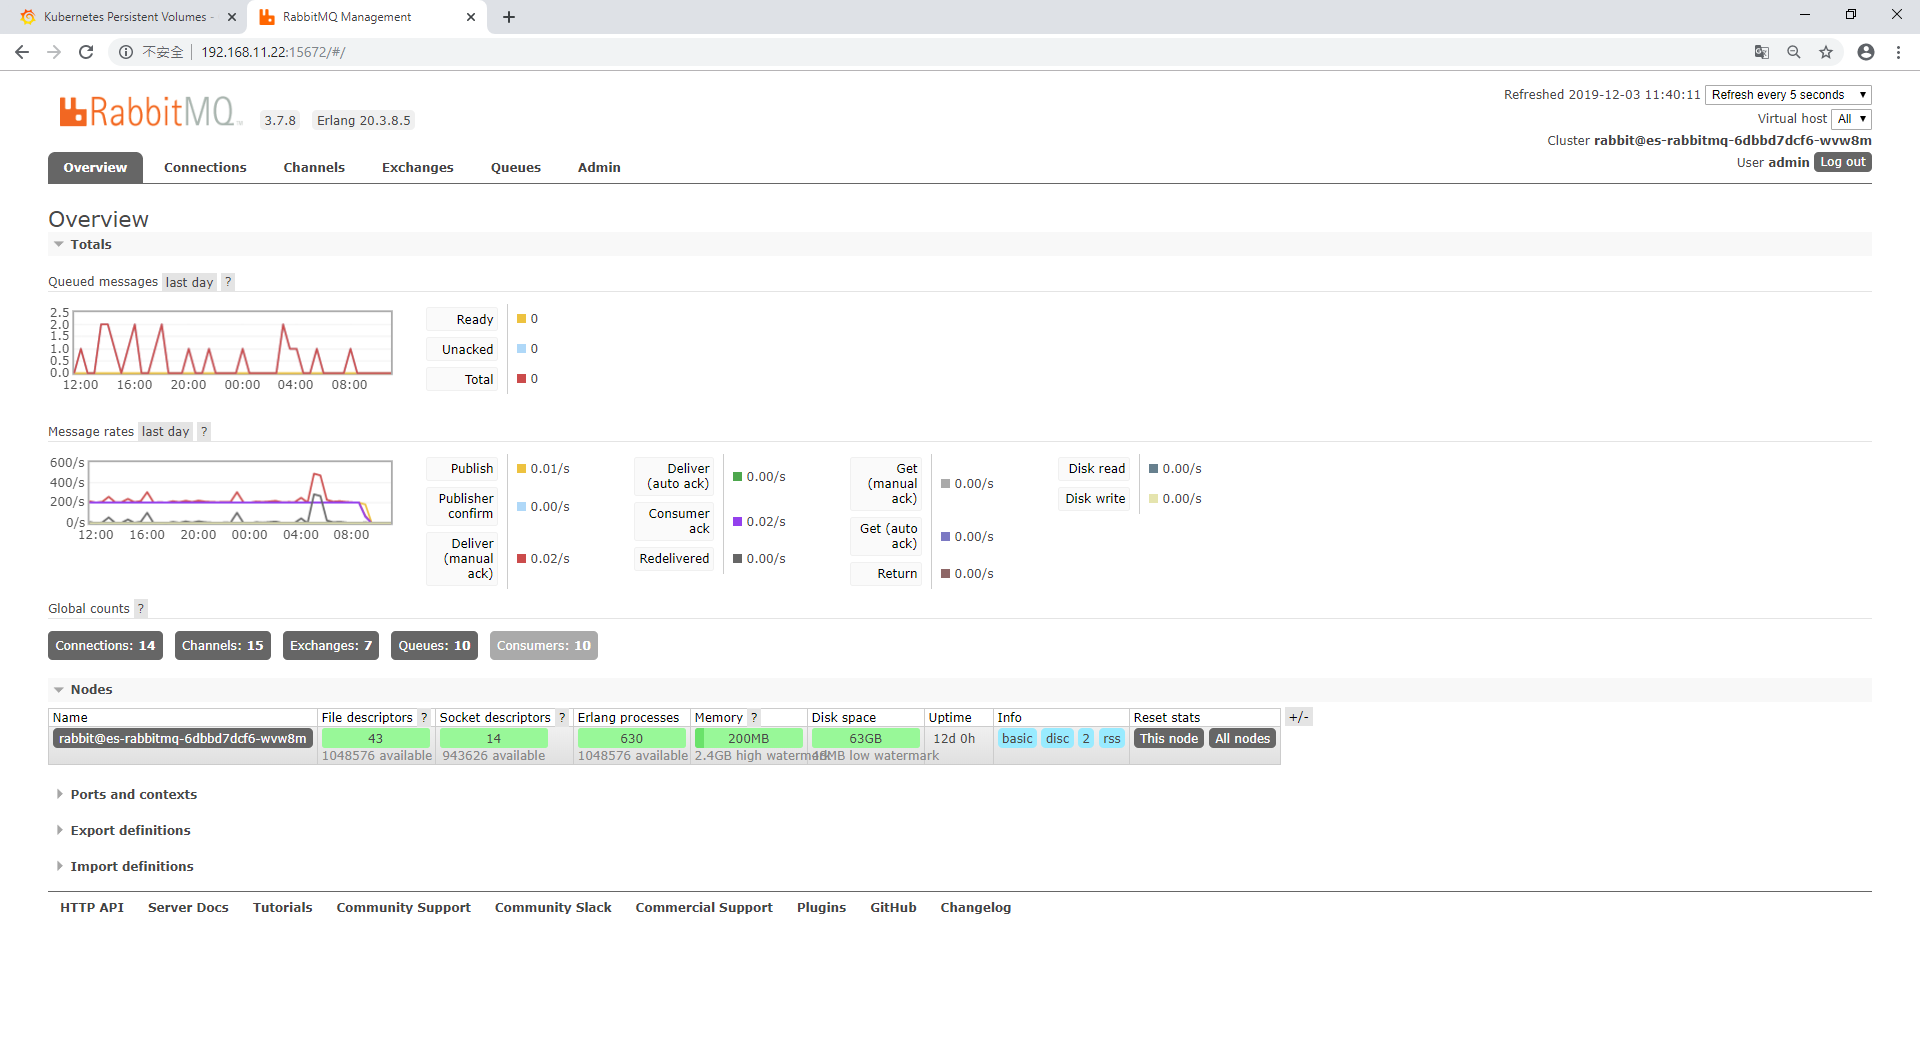 Kubernetes Persistent Volumes -
RabbitMQ Management
不安全 192.168.11.22:15672/#/
RabbitMQ
3.7.8 Erlang 20.3.8.5
Refreshed 2019-12-03 11:40:11 Refresh every 5 seconds
Virtual host All
Cluster rabbit@es-rabbitmq-6dbbd7dcf6-wvw8m
User admin Log out
Overview Connections Channels Exchanges Queues Admin
Overview
Totals
Queued messages last day ?
2.5
2.0
1.5
1.0
0.5
0.0
12:00 16:00 20:00 00:00 04:00 08:00
Ready 0
Unacked 0
Total 0
Message rates last day ?
600/s
400/s
200/s
0/s
12:00 16:00 20:00 00:00 04:00 08:00
Publish 0.01/s
Publisher confirm 0.00/s
Deliver (manual ack) 0.02/s
Deliver (auto ack) 0.00/s
Consumer ack 0.02/s
Redelivered 0.00/s
Get (manual ack) 0.00/s
Get (auto ack) 0.00/s
Return 0.00/s
Disk read 0.00/s
Disk write 0.00/s
Global counts ?
Connections: 14 Channels: 15 Exchanges: 7 Queues: 10 Consumers: 10
Nodes
Name File descriptors ? Socket descriptors ? Erlang processes Memory ? Disk space Uptime Info Reset stats +/-
rabbit@es-rabbitmq-6dbbd7dcf6-wvw8m 43 14 630 200MB 63GB 12d 0h basic disc 2 rss This node All nodes
1048576 available 943626 available 1048576 available 2.4GB high watermark low watermark
Ports and contexts
Export definitions
Import definitions
HTTP API Server Docs Tutorials Community Support Community Slack Commercial Support Plugins GitHub Changelog